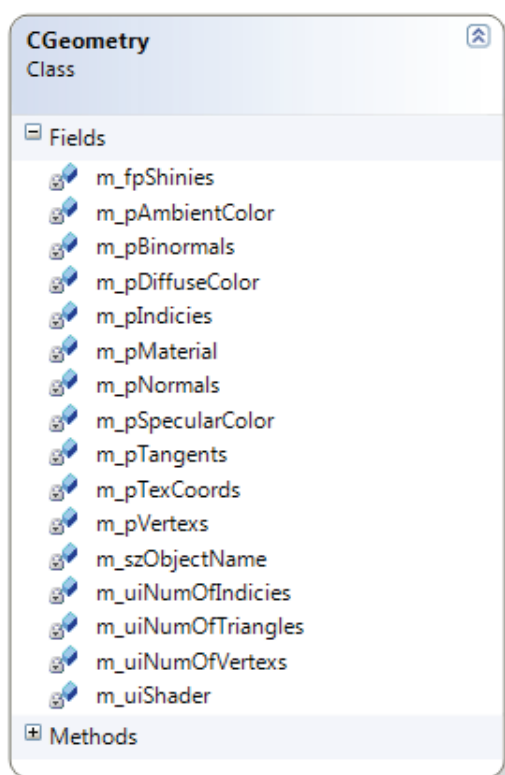 CGeometry
Class
Fields
m_fpShinies
m_pAmbientColor
m_pBinormals
m_pDiffuseColor
m_pIndicies
m_pMaterial
m_pNormals
m_pSpecularColor
m_pTangents
m_pTexCoords
m_pVertexs
m_szObjectName
m_uiNumOfIndicies
m_uiNumOfTriangles
m_uiNumOfVertexs
m_uiShader
Methods